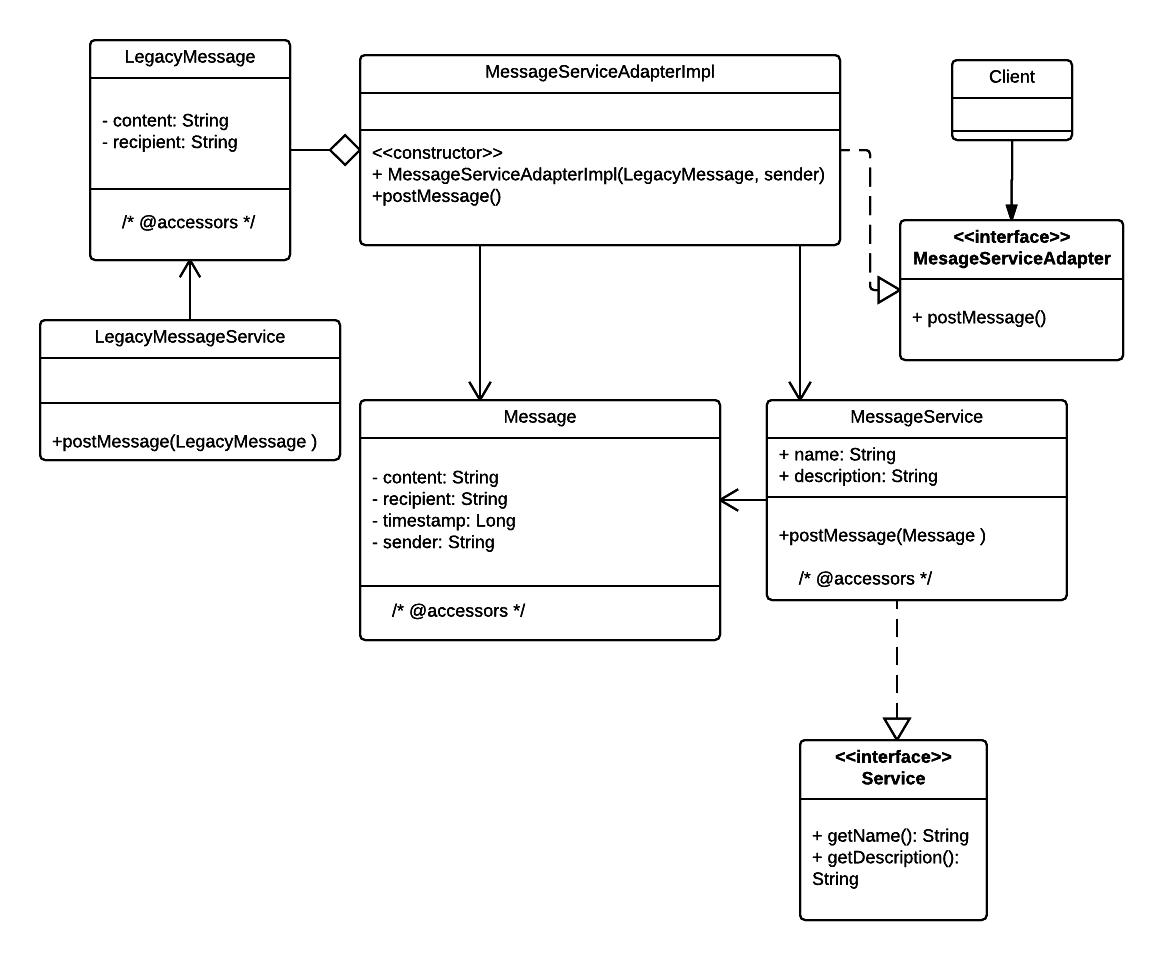 LegacyMessage
- content: String
- recipient: String
/* @accessors */
MessageServiceAdapterImpl
<<constructor>>
+ MessageServiceAdapterImpl(LegacyMessage, sender)
+postMessage()
Client
<<interface>>
MesageServiceAdapter
+ postMessage()
LegacyMessageService
+postMessage(LegacyMessage )
Message
- content: String
- recipient: String
- timestamp: Long
- sender: String
/* @accessors */
MessageService
+ name: String
+ description: String
+postMessage(Message )
/* @accessors */
<<interface>>
Service
+ getName(): String
+ getDescription():
String